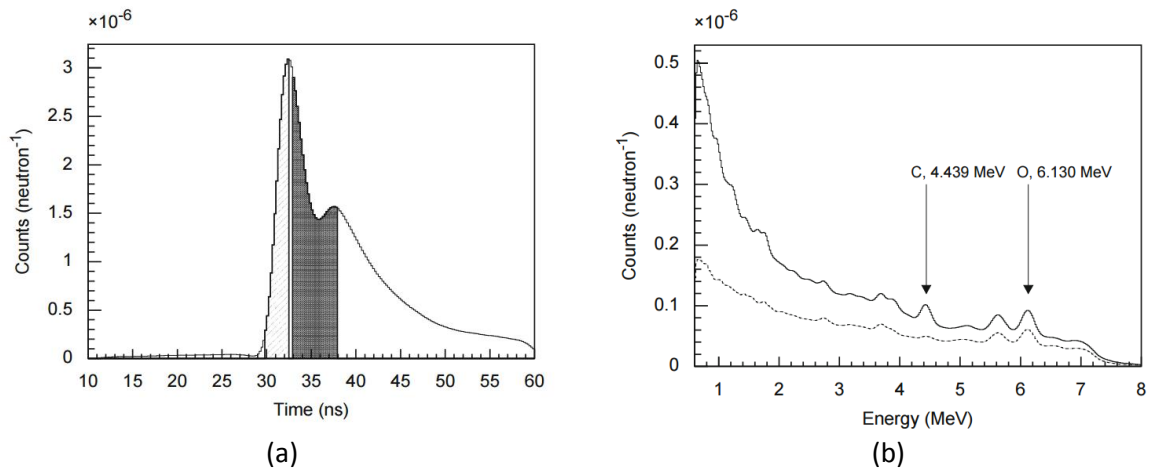 ×10⁻⁶
3
2.5
2
1.5
1
0.5
0
10 15 20 25 30 35 40 45 50 55 60
Counts (neutron⁻¹)
Time (ns)
(a)
×10⁻⁶
0.5
0.4
0.3
0.2
0.1
0
1 2 3 4 5 6 7 8
Counts (neutron⁻¹)
Energy (MeV)
C, 4.439 MeV O, 6.130 MeV
(b)